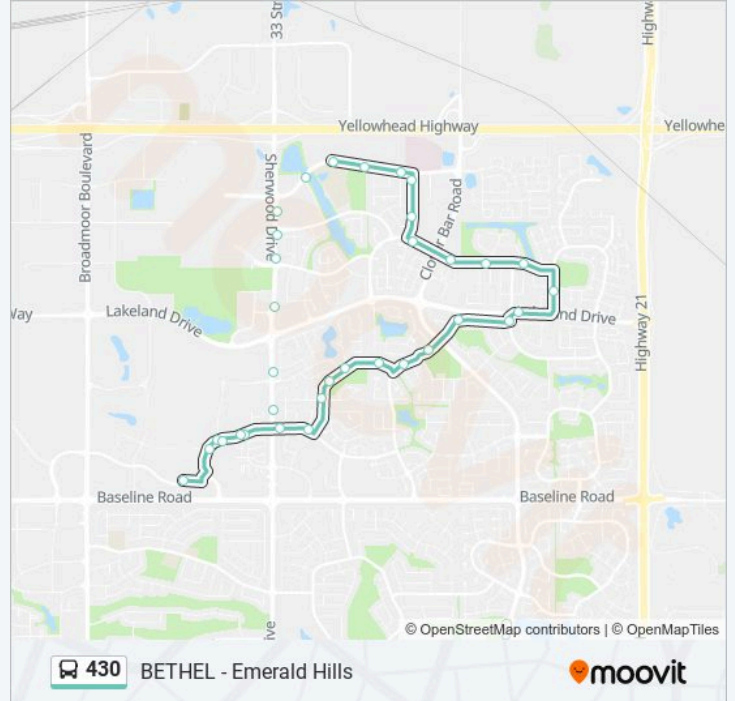 33 St
Highw
Yellowhead Highway
Yellowhe
Broadmoor Boulevard
Sherwood Drive
Clover Bar Road
Way
Lakeland Drive
nd Drive
Highway 21
Baseline Road
Baseline Road
ive
© OpenStreetMap contributors | © OpenMapTiles
430 BETHEL - Emerald Hills
moovit